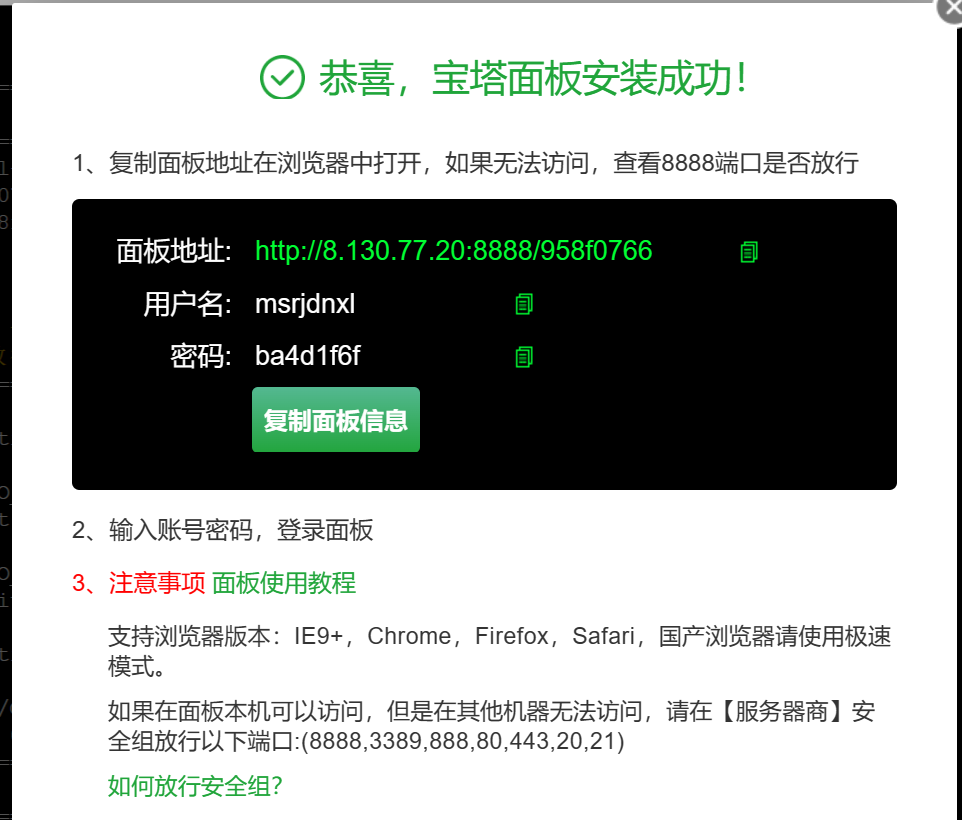 恭喜，宝塔面板安装成功！
1、复制面板地址在浏览器中打开，如果无法访问，查看8888端口是否放行
面板地址: http://8.130.77.20:8888/958f0766
用户名: msrjdnxl
密码: ba4d1f6f
复制面板信息
2、输入账号密码，登录面板
3、注意事项 面板使用教程
支持浏览器版本：IE9+，Chrome，Firefox，Safari，国产浏览器请使用极速
模式。
如果在面板本机可以访问，但是在其他机器无法访问，请在【服务器商】安
全组放行以下端口:(8888,3389,888,80,443,20,21)
如何放行安全组？